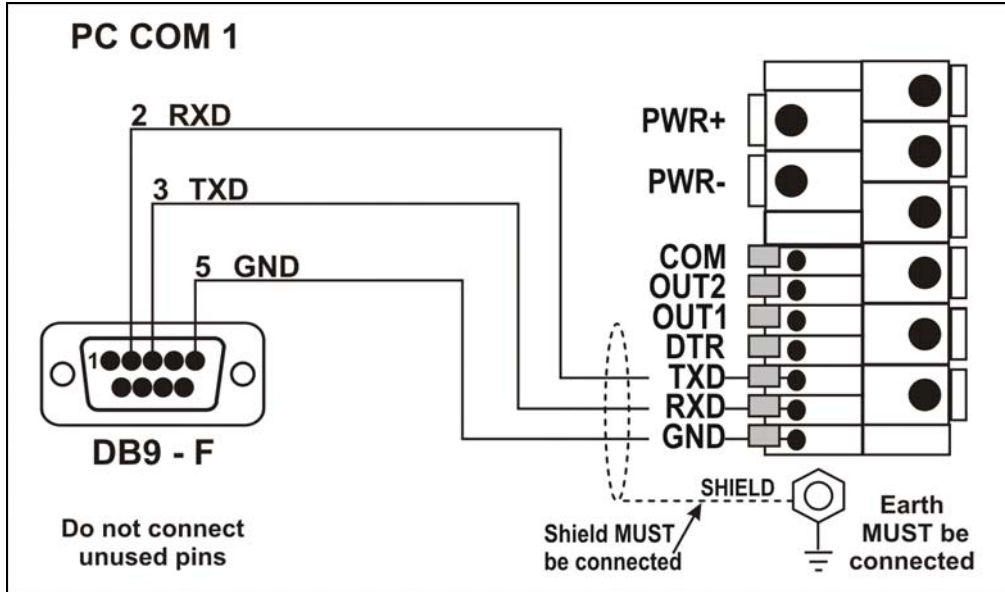 PC COM 1
2 RXD
3 TXD
5 GND
1
DB9 - F
Do not connect
unused pins
PWR+
PWR-
COM
OUT2
OUT1
DTR
TXD
RXD
GND
SHIELD
Shield MUST
be connected
Earth
MUST be
connected